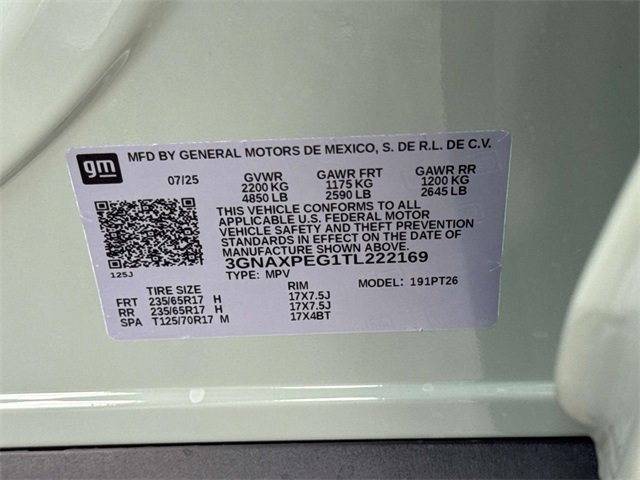 gm MFD BY GENERAL MOTORS DE MEXICO, S. DE R.L. DE C.V.
07/25 GVWR GAWR FRT GAWR RR
2200 KG 1175 KG 1200 KG
4850 LB 2590 LB 2645 LB
THIS VEHICLE CONFORMS TO ALL
APPLICABLE U.S. FEDERAL MOTOR
VEHICLE SAFETY AND THEFT PREVENTION
STANDARDS IN EFFECT ON THE DATE OF
MANUFACTURE SHOWN ABOVE.
3GNAXPEG1TL222169
125J TYPE: MPV MODEL: 191PT26
TIRE SIZE RIM
FRT 235/65R17 H 17X7.5J
RR 235/65R17 H 17X7.5J
SPA T125/70R17 M 17X4BT